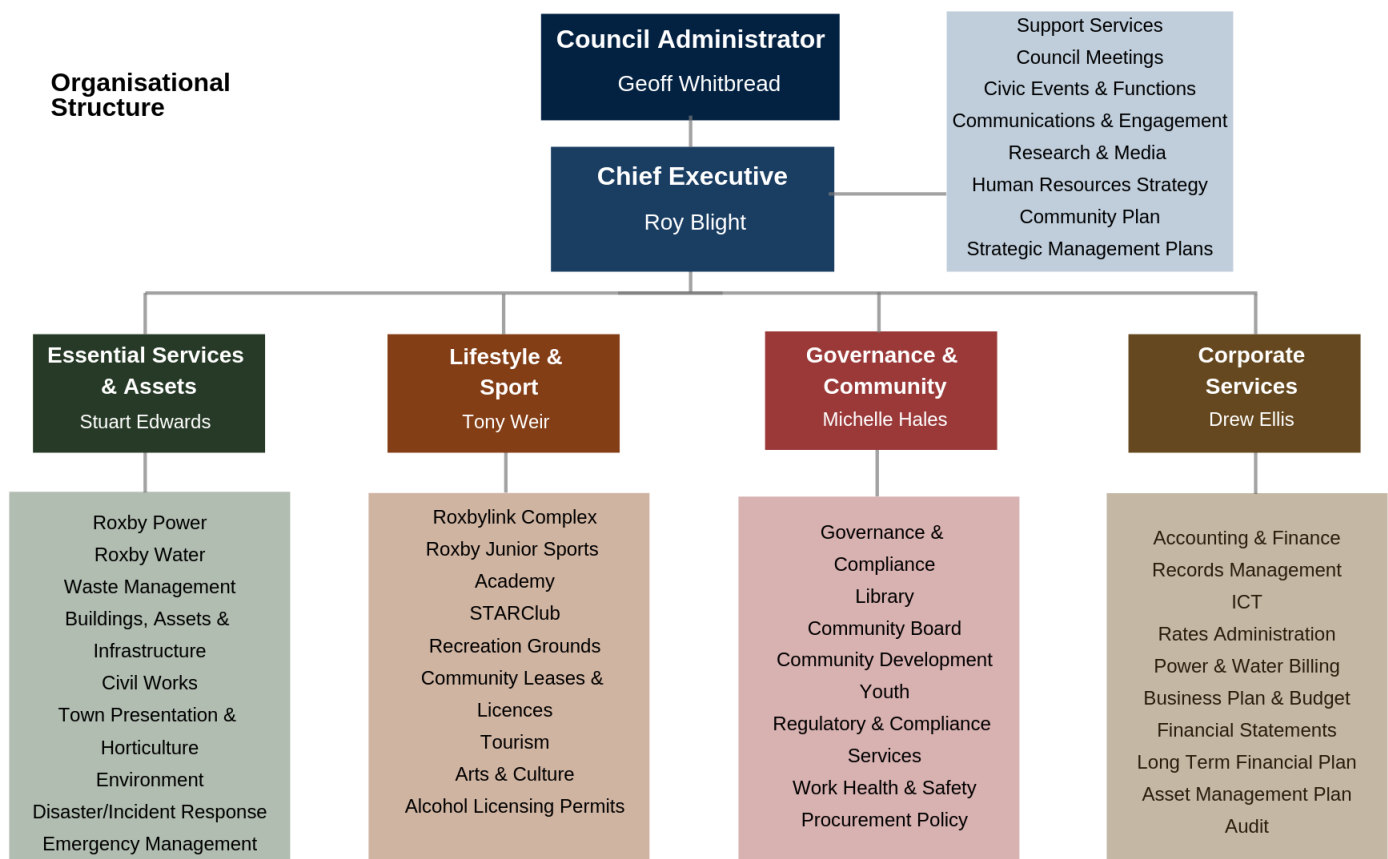 Organisational
Structure
Council Administrator
Geoff Whitbread
Chief Executive
Roy Blight
Support Services
Council Meetings
Civic Events & Functions
Communications & Engagement
Research & Media
Human Resources Strategy
Community Plan
Strategic Management Plans
Essential Services
& Assets
Stuart Edwards
Roxby Power
Roxby Water
Waste Management
Buildings, Assets &
Infrastructure
Civil Works
Town Presentation &
Horticulture
Environment
Disaster/Incident Response
Emergency Management
Lifestyle &
Sport
Tony Weir
Roxbylink Complex
Roxby Junior Sports
Academy
STARClub
Recreation Grounds
Community Leases &
Licences
Tourism
Arts & Culture
Alcohol Licensing Permits
Governance &
Community
Michelle Hales
Governance &
Compliance
Library
Community Board
Community Development
Youth
Regulatory & Compliance
Services
Work Health & Safety
Procurement Policy
Corporate
Services
Drew Ellis
Accounting & Finance
Records Management
ICT
Rates Administration
Power & Water Billing
Business Plan & Budget
Financial Statements
Long Term Financial Plan
Asset Management Plan
Audit